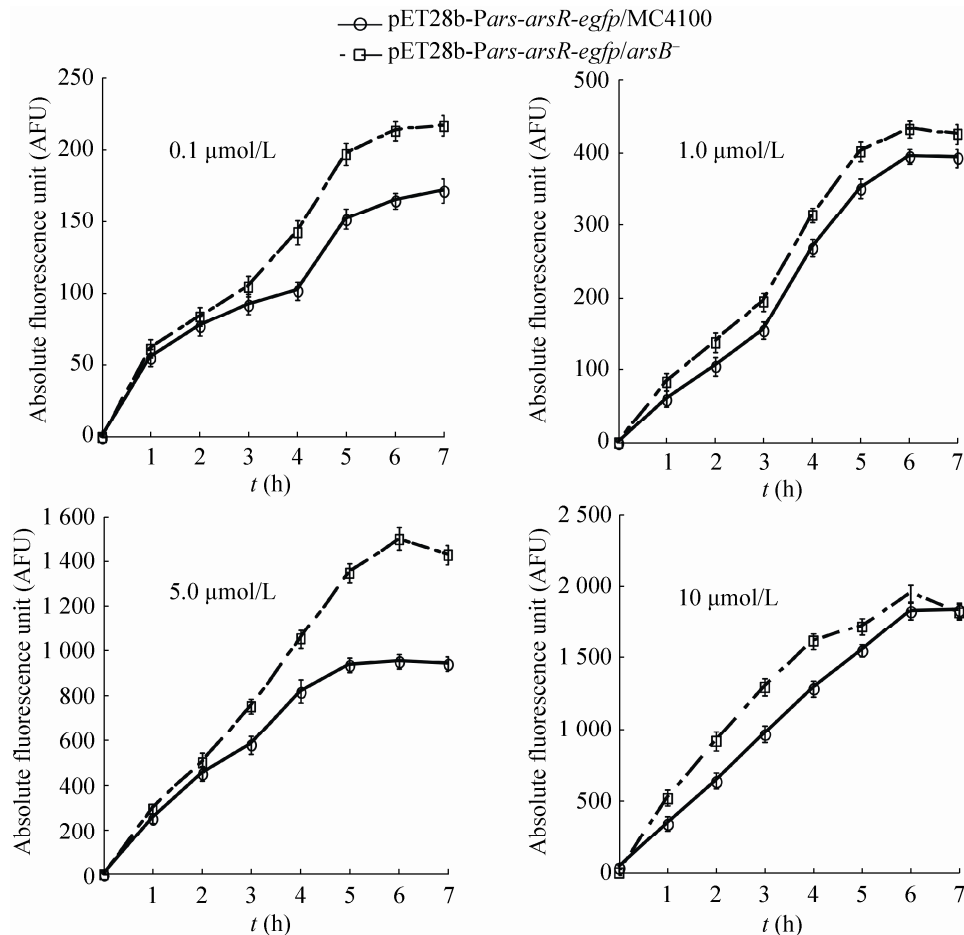 pET28b-Pars-arsR-egfp/MC4100
pET28b-Pars-arsR-egfp/arsB⁻
Absolute fluorescence unit (AFU)
250
200
150
100
50
0
0.1 μmol/L
1 2 3 4 5 6 7
t (h)
Absolute fluorescence unit (AFU)
500
400
300
200
100
0
1.0 μmol/L
1 2 3 4 5 6 7
t (h)
Absolute fluorescence unit (AFU)
1 600
1 400
1 200
1 000
800
600
400
200
0
5.0 μmol/L
1 2 3 4 5 6 7
t (h)
Absolute fluorescence unit (AFU)
2 500
2 000
1 500
1 000
500
0
10 μmol/L
1 2 3 4 5 6 7
t (h)